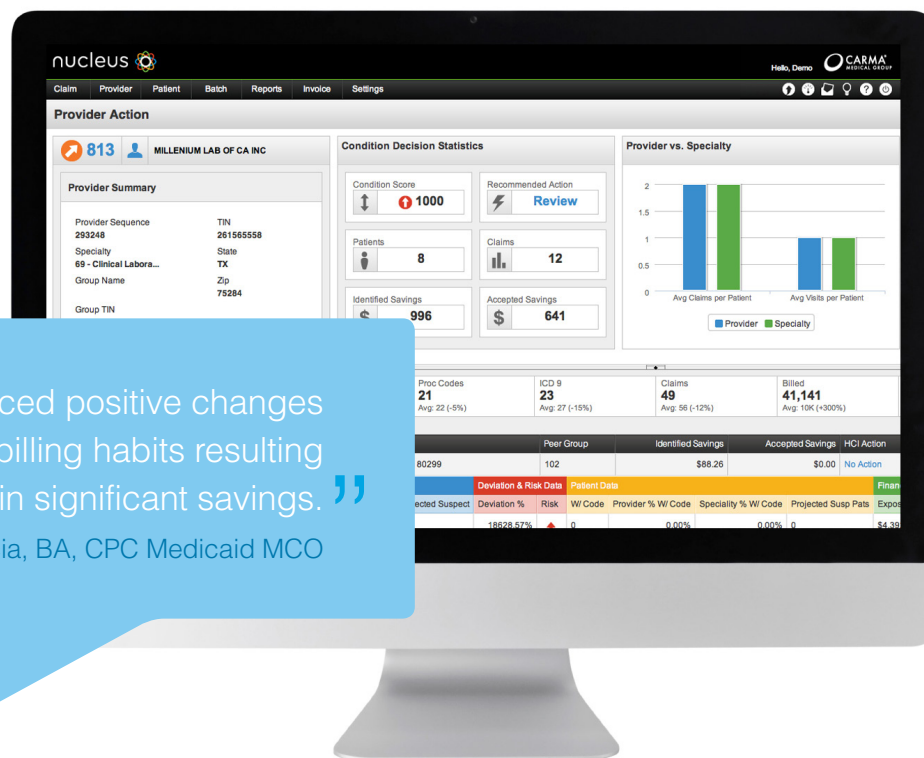 nucleus
Hello, Demo CARMA
MEDICAL GROUP
Claim Provider Patient Batch Reports Invoice Settings
Provider Action
813 MILLENIUM LAB OF CA INC
Provider Summary
Provider Sequence TIN
293248 261565558
Specialty State
69 - Clinical Labora... TX
Group Name Zip
75284
Group TIN
Condition Decision Statistics
Condition Score Recommended Action
1000 Review
Patients Claims
8 12
Identified Savings Accepted Savings
$ 996 $ 641
Provider vs. Specialty
2
1.5
1
0.5
0
Avg Claims per Patient Avg Visits per Patient
Provider Specialty
Proc Codes ICD 9 Claims Billed
21 23 49 41,141
Avg: 22 (-5%) Avg: 27 (-15%) Avg: 56 (-12%) Avg: 10K (+300%)
Peer Group Identified Savings Accepted Savings HCI Action
80299 102 $88.26 $0.00 No Action
Deviation & Risk Data Patient Data Finan
ected Suspect Deviation % Risk W/ Code Provider % W/ Code Speciality % W/ Code Projected Susp Pats Expos
18628.57% 0 0.00% 0.00% 0 $4.39
ced positive changes
billing habits resulting
in significant savings.”
ia, BA, CPC Medicaid MCO